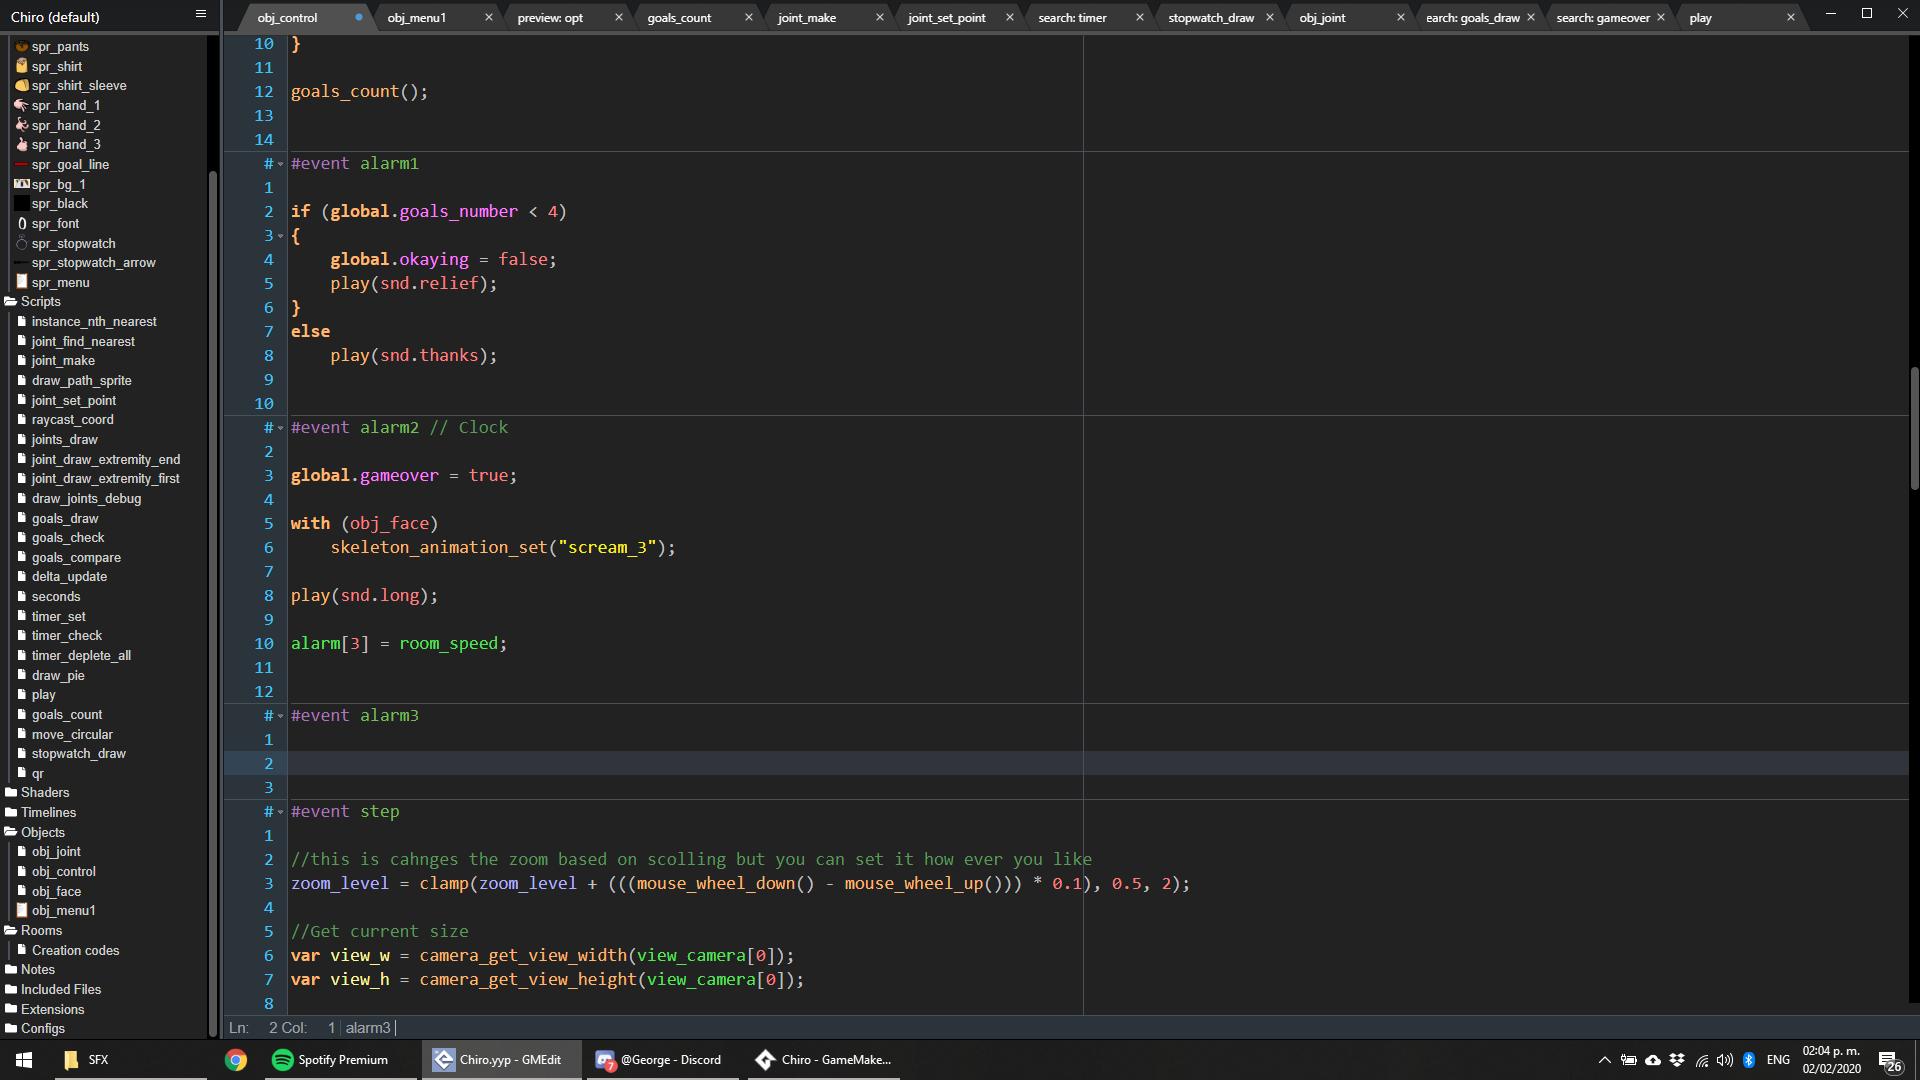 Chiro (default)
spr_pants
spr_shirt
spr_shirt_sleeve
spr_hand_1
spr_hand_2
spr_hand_3
spr_goal_line
spr_bg_1
spr_black
spr_font
spr_stopwatch
spr_stopwatch_arrow
spr_menu
Scripts
instance_nth_nearest
joint_find_nearest
joint_make
draw_path_sprite
joint_set_point
raycast_coord
joints_draw
joint_draw_extremity_end
joint_draw_extremity_first
draw_joints_debug
goals_draw
goals_check
goals_compare
delta_update
seconds
timer_set
timer_check
timer_deplete_all
draw_pie
play
goals_count
move_circular
stopwatch_draw
qr
Shaders
Timelines
Objects
obj_joint
obj_control
obj_face
obj_menu1
Rooms
Creation codes
Notes
Included Files
Extensions
Configs
obj_control obj_menu1 preview: opt goals_count joint_make joint_set_point search: timer stopwatch_draw obj_joint earch: goals_draw search: gameover play
10 }
11
12 goals_count();
13
14
# #event alarm1
1
2 if (global.goals_number < 4)
3 {
4 global.okaying = false;
5 play(snd.relief);
6 }
7 else
8 play(snd.thanks);
9
10
# #event alarm2 // Clock
2
3 global.gameover = true;
4
5 with (obj_face)
6 skeleton_animation_set("scream_3");
7
8 play(snd.long);
9
10 alarm[3] = room_speed;
11
12
# #event alarm3
1
2
3
# #event step
1
2 //this is cahnges the zoom based on scolling but you can set it how ever you like
3 zoom_level = clamp(zoom_level + (((mouse_wheel_down() - mouse_wheel_up())) * 0.1), 0.5, 2);
4
5 //Get current size
6 var view_w = camera_get_view_width(view_camera[0]);
7 var view_h = camera_get_view_height(view_camera[0]);
8
Ln: 2 Col: 1 alarm3
SFX Spotify Premium Chiro.yyp - GMEdit 7 @George - Discord Chiro - GameMake... ENG 02:04 p. m. 26
02/02/2020